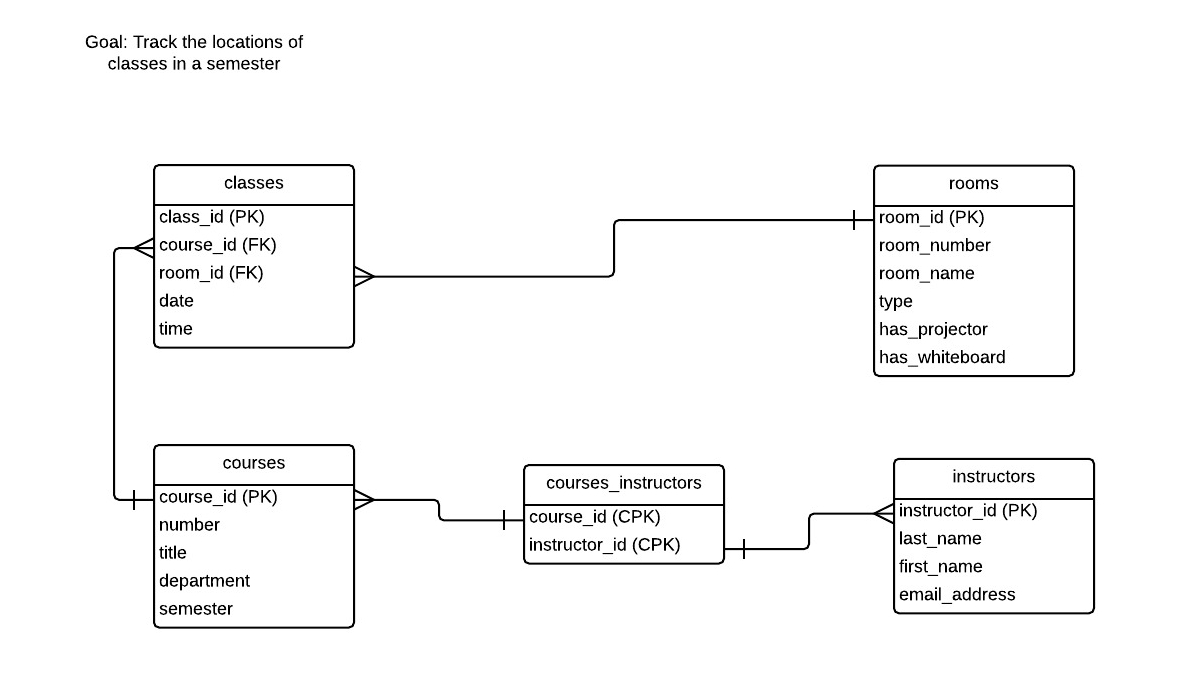 Goal: Track the locations of
classes in a semester
classes
class_id (PK)
course_id (FK)
room_id (FK)
date
time
rooms
room_id (PK)
room_number
room_name
type
has_projector
has_whiteboard
courses
course_id (PK)
number
title
department
semester
courses_instructors
course_id (CPK)
instructor_id (CPK)
instructors
instructor_id (PK)
last_name
first_name
email_address